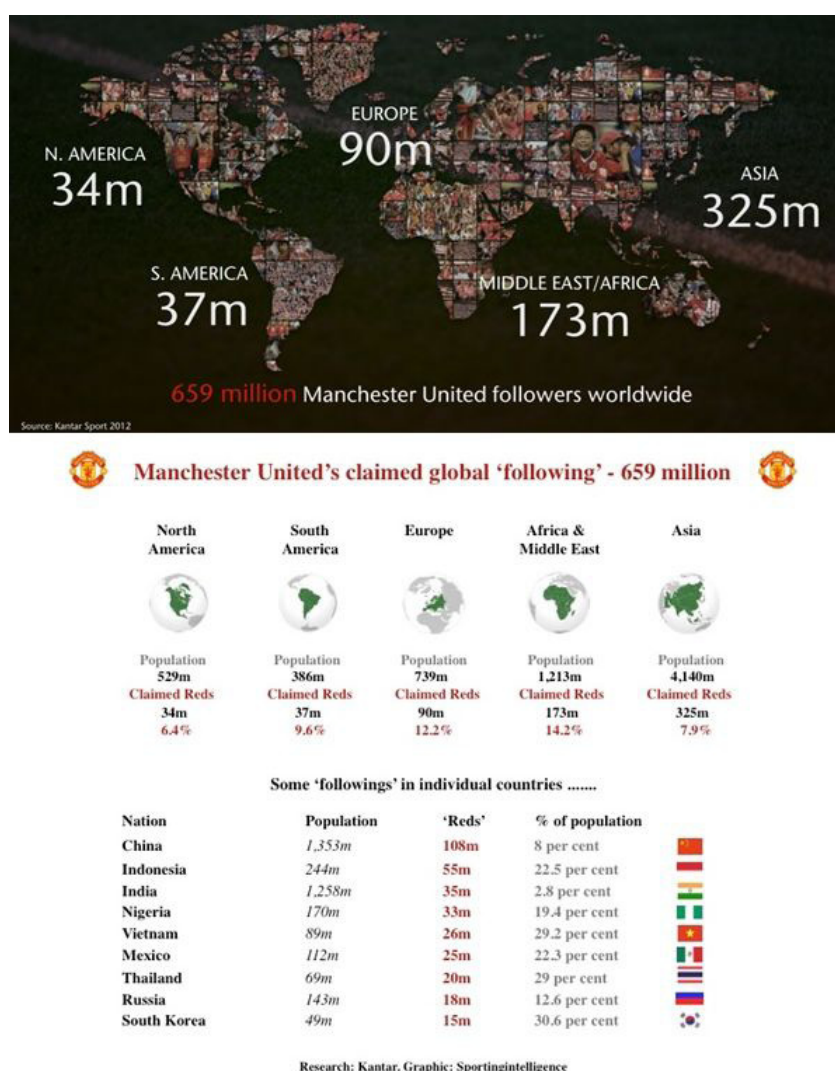 EUROPE
90m
N. AMERICA
34m
ASIA
325m
S. AMERICA
37m
MIDDLE EAST/AFRICA
173m
659 million Manchester United followers worldwide
Source: Kantar Sport 2012
Manchester United's claimed global 'following' - 659 million
North America
South America
Europe
Africa & Middle East
Asia
Population Population Population Population Population
529m 386m 739m 1,213m 4,140m
Claimed Reds Claimed Reds Claimed Reds Claimed Reds Claimed Reds
34m 37m 90m 173m 325m
6.4% 9.6% 12.2% 14.2% 7.9%
Some 'followings' in individual countries .......
Nation Population 'Reds' % of population
China 1,353m 108m 8 per cent
Indonesia 244m 55m 22.5 per cent
India 1,258m 35m 2.8 per cent
Nigeria 170m 33m 19.4 per cent
Vietnam 89m 26m 29.2 per cent
Mexico 112m 25m 22.3 per cent
Thailand 69m 20m 29 per cent
Russia 143m 18m 12.6 per cent
South Korea 49m 15m 30.6 per cent
Research: Kantar. Graphic: Sportingintelligence